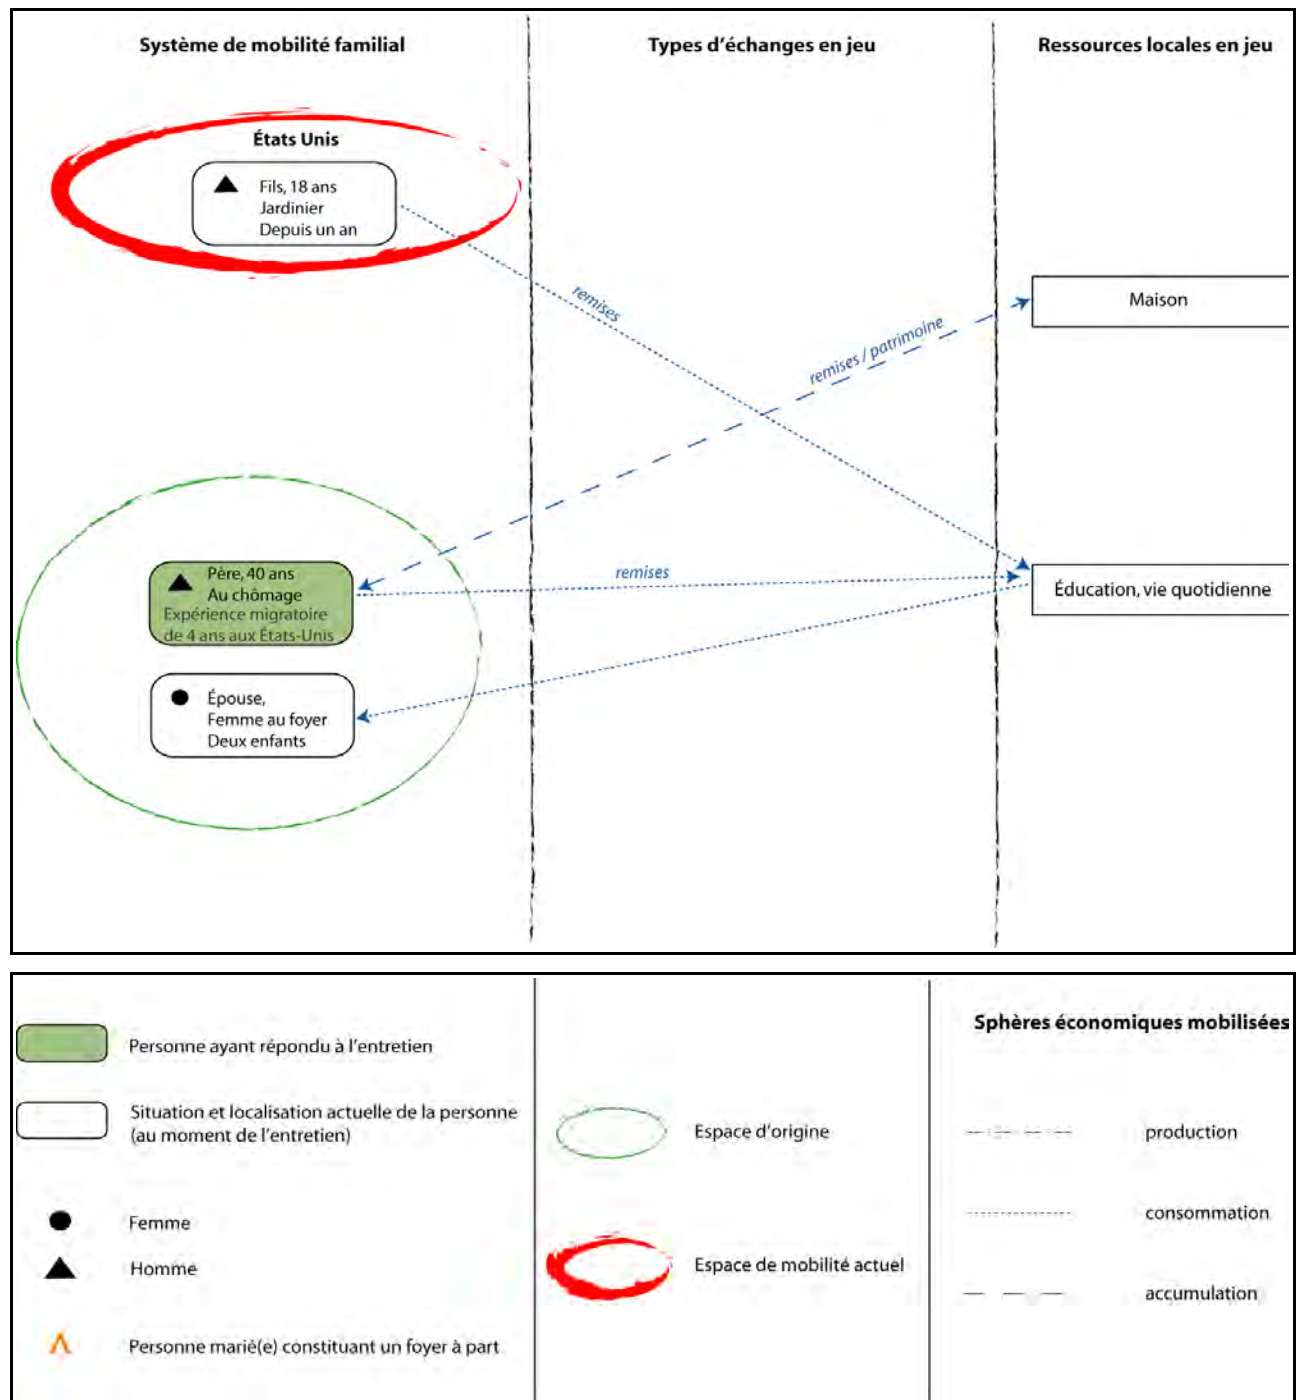 Système de mobilité familial
Types d'échanges en jeu
Ressources locales en jeu
États Unis
Fils, 18 ans
Jardinier
Depuis un an
remises
remises / patrimoine
Maison
Père, 40 ans
Au chômage
Expérience migratoire
de 4 ans aux États-Unis
remises
Éducation, vie quotidienne
Épouse,
Femme au foyer
Deux enfants
Personne ayant répondu à l'entretien
Situation et localisation actuelle de la personne
(au moment de l'entretien)
Femme
Homme
Personne marié(e) constituant un foyer à part
Espace d'origine
Espace de mobilité actuel
Sphères économiques mobilisées
production
consommation
accumulation